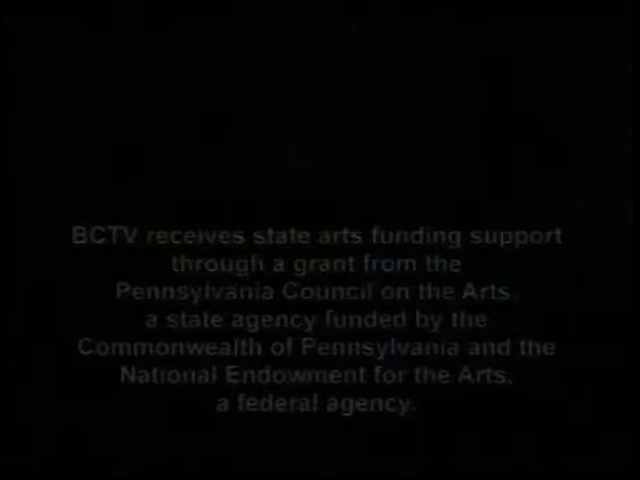 BCTV receives state arts funding support
through a grant from the
Pennsylvania Council on the Arts,
a state agency funded by the
Commonwealth of Pennsylvania and the
National Endowment for the Arts,
a federal agency.